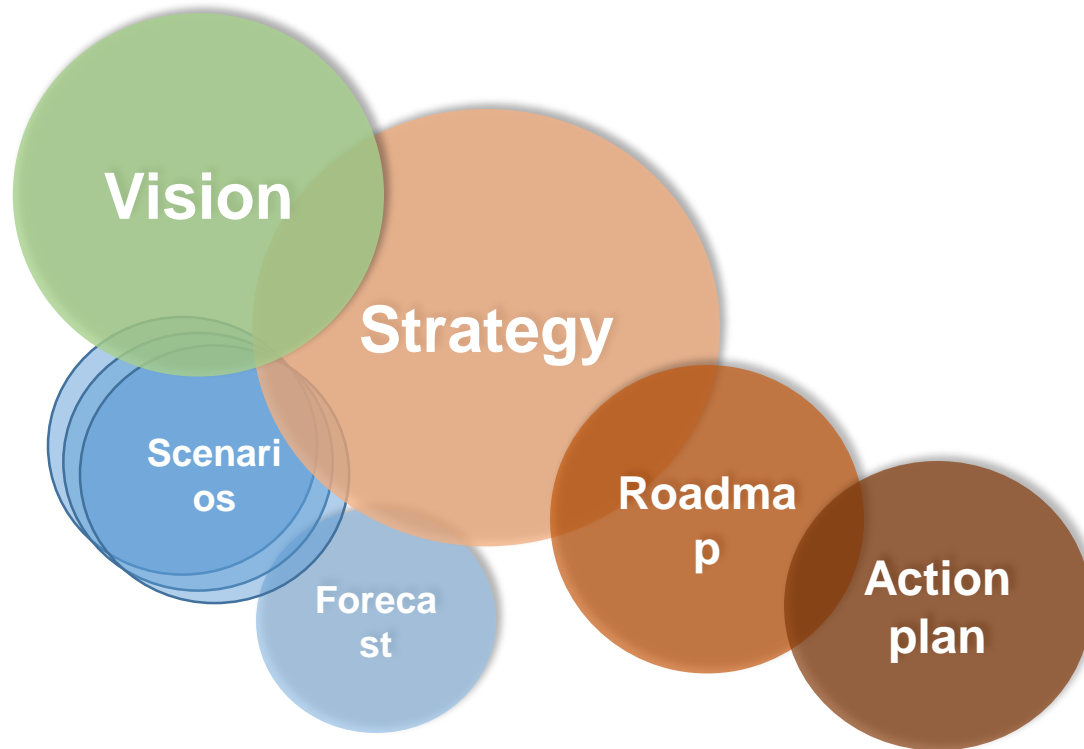 Vision
Strategy
Scenari
os
Roadma
p
Foreca
st
Action
plan